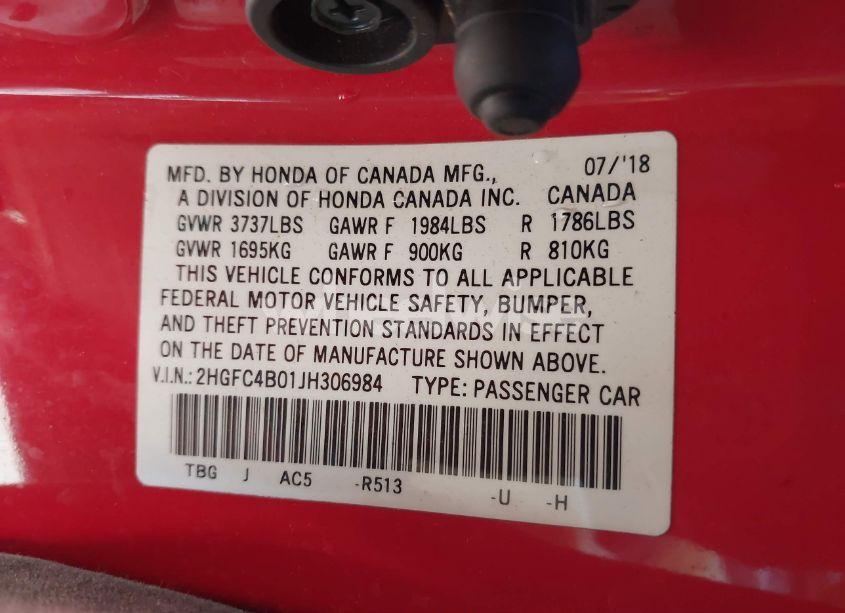 MFD. BY HONDA OF CANADA MFG., 07/'18
A DIVISION OF HONDA CANADA INC. CANADA
GVWR 3737LBS GAWR F 1984LBS R 1786LBS
GVWR 1695KG GAWR F 900KG R 810KG
THIS VEHICLE CONFORMS TO ALL APPLICABLE
FEDERAL MOTOR VEHICLE SAFETY, BUMPER,
AND THEFT PREVENTION STANDARDS IN EFFECT
ON THE DATE OF MANUFACTURE SHOWN ABOVE.
V.I.N.: 2HGFC4B01JH306984 TYPE: PASSENGER CAR
TBG J AC5 -R513 -U -H